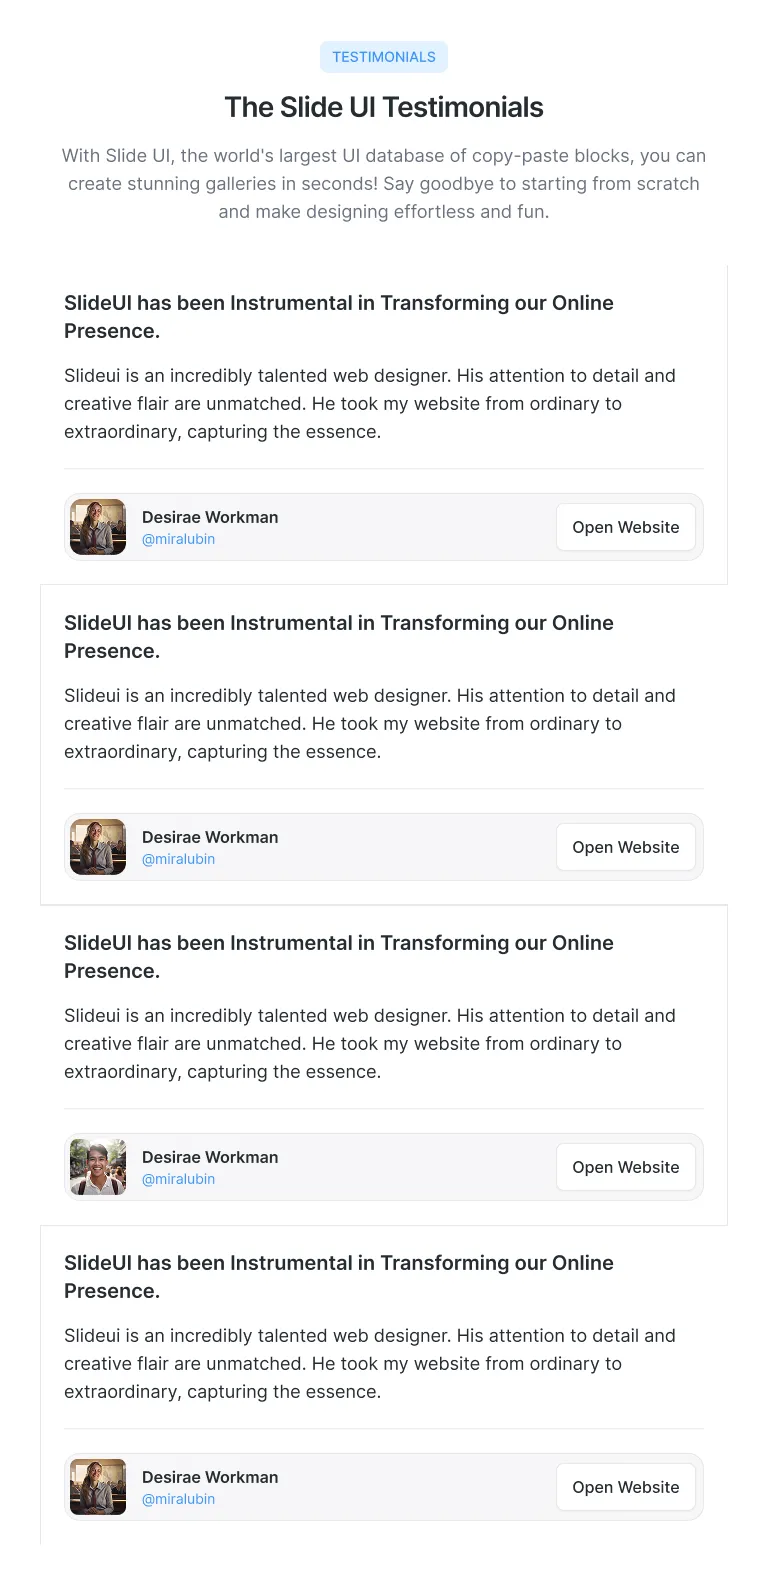 TESTIMONIALS
The Slide UI Testimonials
With Slide UI, the world's largest UI database of copy-paste blocks, you can
create stunning galleries in seconds! Say goodbye to starting from scratch
and make designing effortless and fun.
SlideUI has been Instrumental in Transforming our Online
Presence.
Slideui is an incredibly talented web designer. His attention to detail and
creative flair are unmatched. He took my website from ordinary to
extraordinary, capturing the essence.
Desirae Workman
@miralubin
Open Website
SlideUI has been Instrumental in Transforming our Online
Presence.
Slideui is an incredibly talented web designer. His attention to detail and
creative flair are unmatched. He took my website from ordinary to
extraordinary, capturing the essence.
Desirae Workman
@miralubin
Open Website
SlideUI has been Instrumental in Transforming our Online
Presence.
Slideui is an incredibly talented web designer. His attention to detail and
creative flair are unmatched. He took my website from ordinary to
extraordinary, capturing the essence.
Desirae Workman
@miralubin
Open Website
SlideUI has been Instrumental in Transforming our Online
Presence.
Slideui is an incredibly talented web designer. His attention to detail and
creative flair are unmatched. He took my website from ordinary to
extraordinary, capturing the essence.
Desirae Workman
@miralubin
Open Website